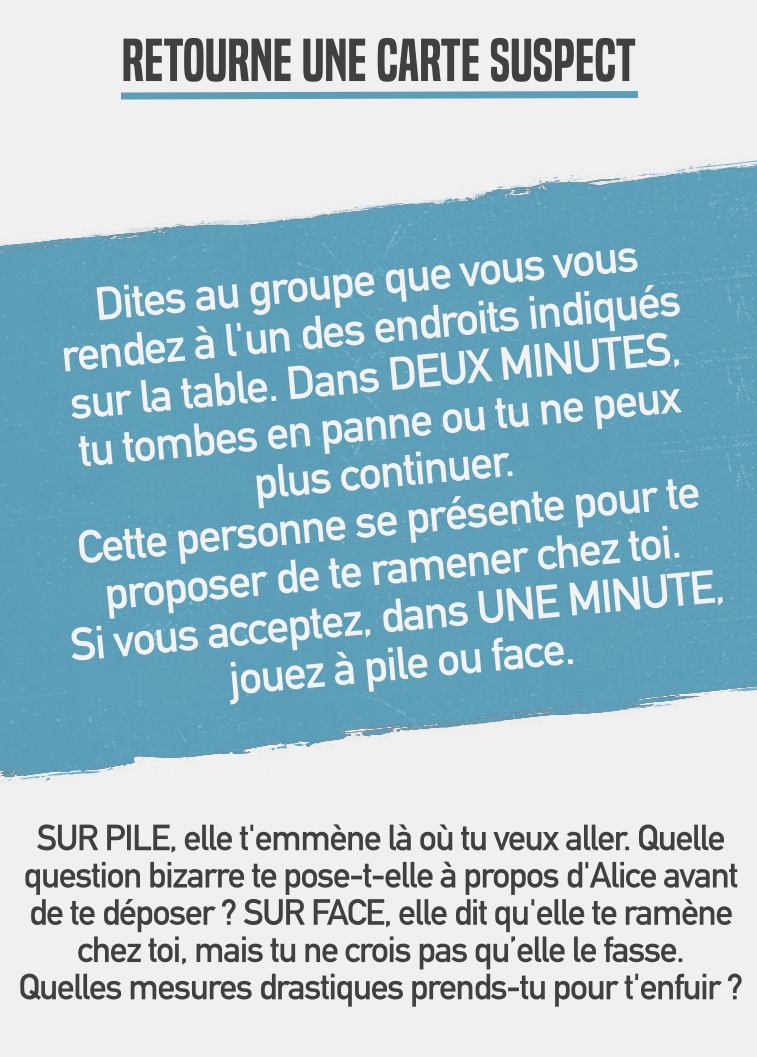 RETOURNE UNE CARTE SUSPECT
Dites au groupe que vous vous
rendez à l'un des endroits indiqués
sur la table. Dans DEUX MINUTES,
tu tombes en panne ou tu ne peux
plus continuer.
Cette personne se présente pour te
proposer de te ramener chez toi.
Si vous acceptez, dans UNE MINUTE,
jouez à pile ou face.
SUR PILE, elle t'emmène là où tu veux aller. Quelle
question bizarre te pose-t-elle à propos d'Alice avant
de te déposer ? SUR FACE, elle dit qu'elle te ramène
chez toi, mais tu ne crois pas qu’elle le fasse.
Quelles mesures drastiques prends-tu pour t'enfuir ?